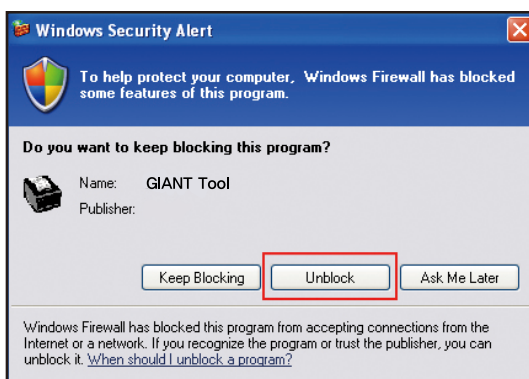 Windows Security Alert
To help protect your computer, Windows Firewall has blocked
some features of this program.
Do you want to keep blocking this program?
Name: GIANT Tool
Publisher:
Keep Blocking Unblock Ask Me Later
Windows Firewall has blocked this program from accepting connections from the
Internet or a network. If you recognize the program or trust the publisher, you can
unblock it. When should I unblock a program?